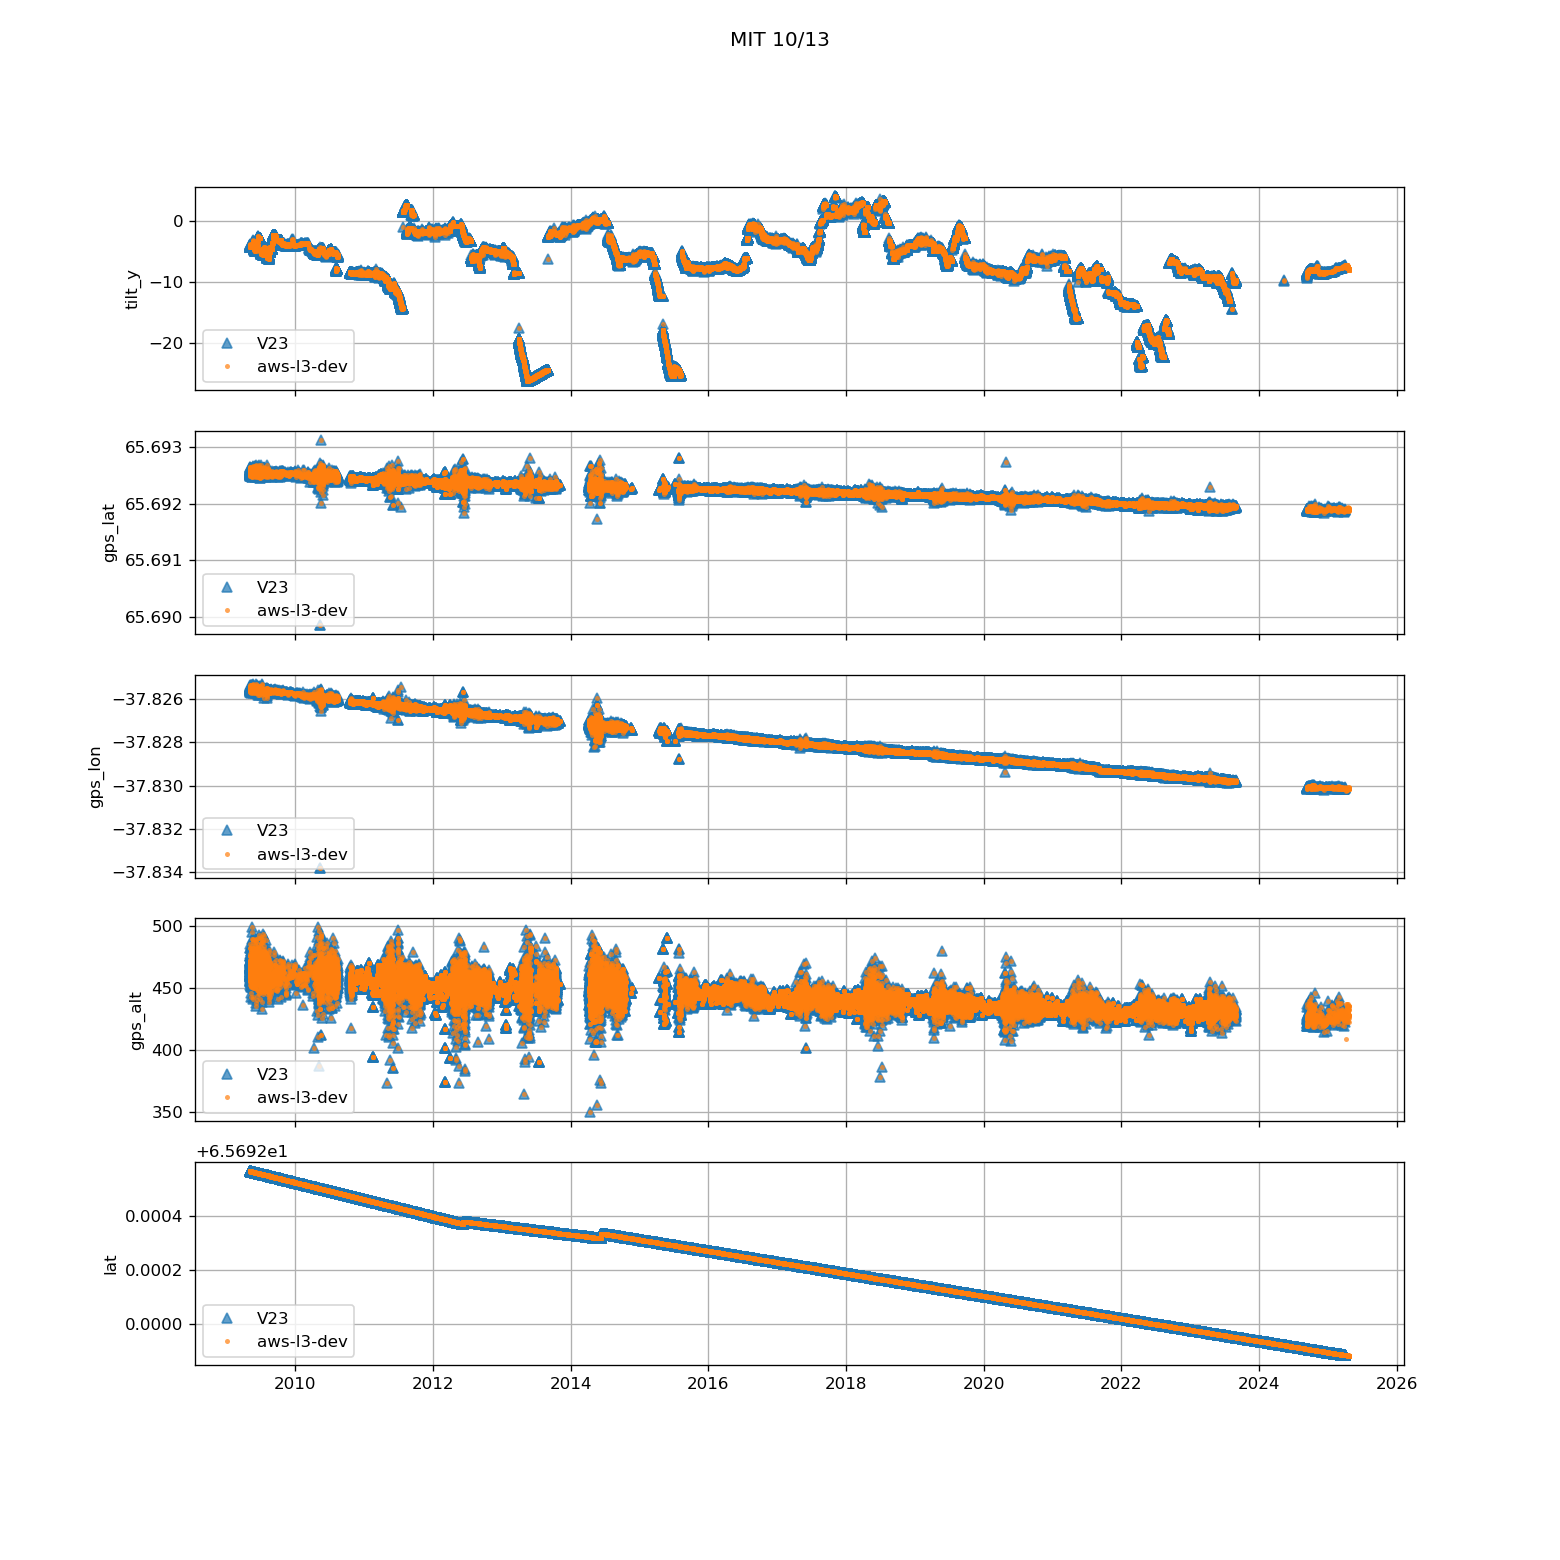 MIT 10/13
tilt_y
0
−10
−20
V23
aws-l3-dev
gps_lat
65.693
65.692
65.691
65.690
V23
aws-l3-dev
gps_lon
−37.826
−37.828
−37.830
−37.832
−37.834
V23
aws-l3-dev
gps_alt
500
450
400
350
V23
aws-l3-dev
+6.5692e1
lat
0.0004
0.0002
0.0000
V23
aws-l3-dev
2010 2012 2014 2016 2018 2020 2022 2024 2026